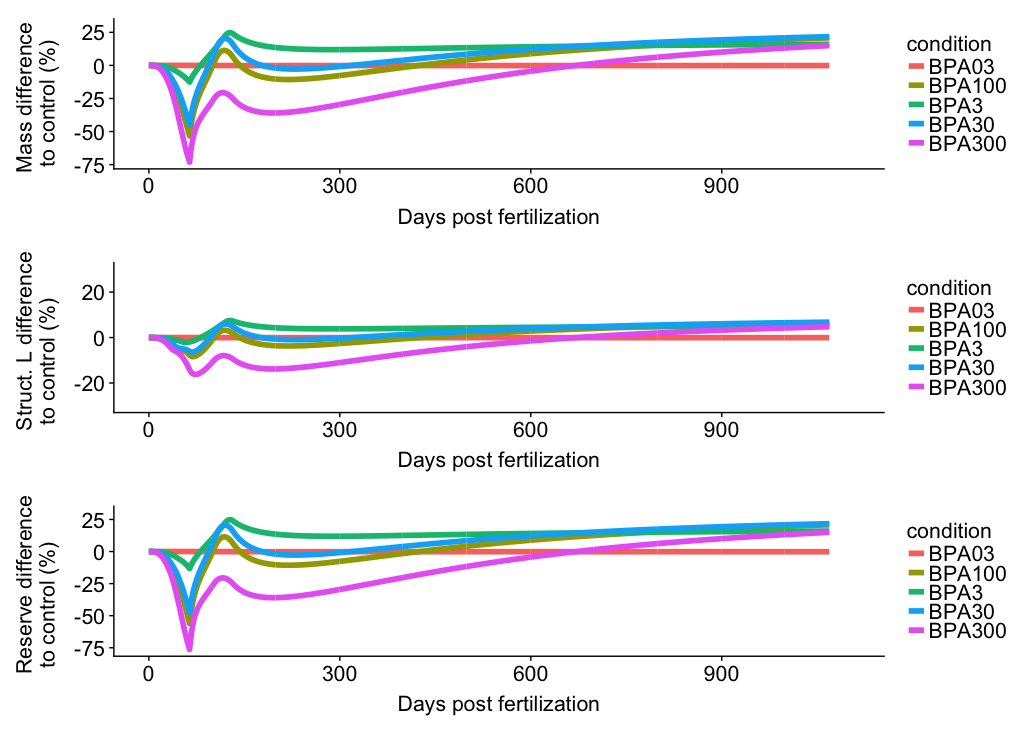 Mass difference
to control (%)
25
0
-25
-50
-75
0
300
600
900
Days post fertilization
condition
BPA03
BPA100
BPA3
BPA30
BPA300
Struct. L difference
to control (%)
20
0
-20
0
300
600
900
Days post fertilization
condition
BPA03
BPA100
BPA3
BPA30
BPA300
Reserve difference
to control (%)
25
0
-25
-50
-75
0
300
600
900
Days post fertilization
condition
BPA03
BPA100
BPA3
BPA30
BPA300